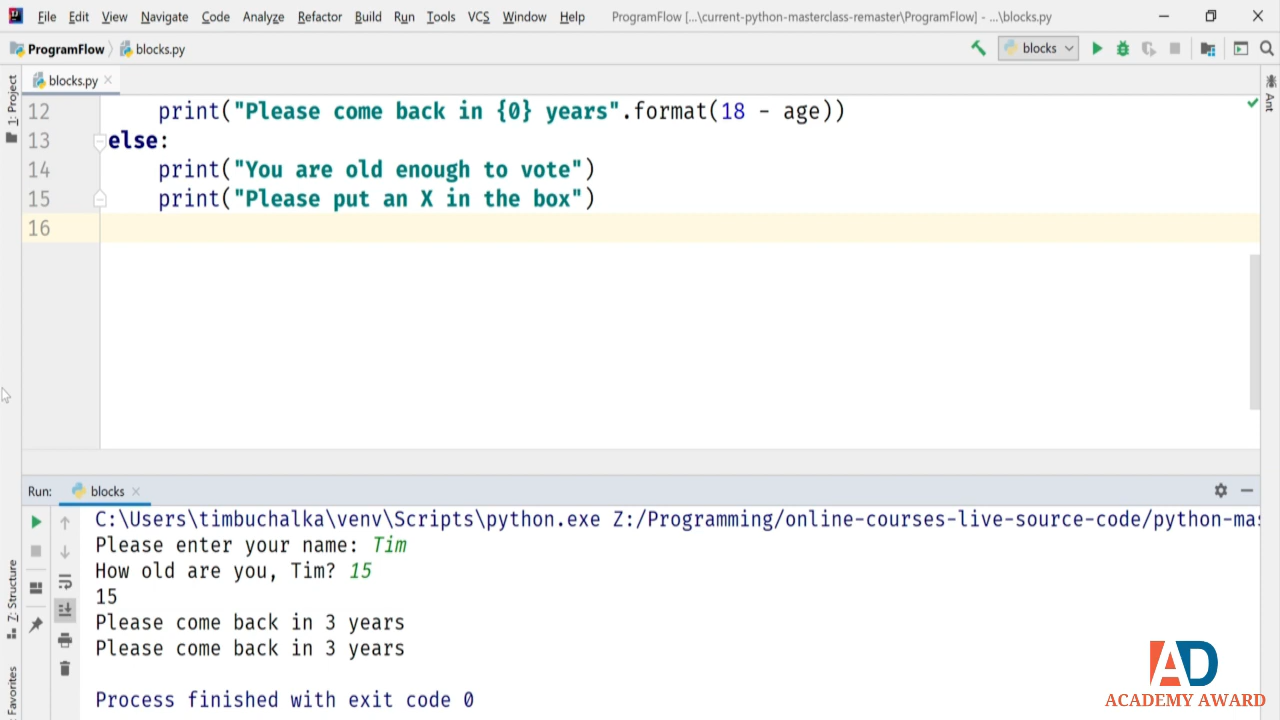 File Edit View Navigate Code Analyze Refactor Build Run Tools VCS Window Help ProgramFlow [...\current-python-masterclass-remaster\ProgramFlow] - ...\blocks.py
ProgramFlow blocks.py blocks
1: Project
blocks.py
Ant
12 print("Please come back in {0} years".format(18 - age))
13 else:
14 print("You are old enough to vote")
15 print("Please put an X in the box")
16
Run: blocks
C:\Users\timbuchalka\venv\Scripts\python.exe Z:/Programming/online-courses-live-source-code/python-mas
Please enter your name: Tim
How old are you, Tim? 15
15
Please come back in 3 years
Please come back in 3 years
Process finished with exit code 0
Z: Structure
Favorites
AD
ACADEMY AWARD